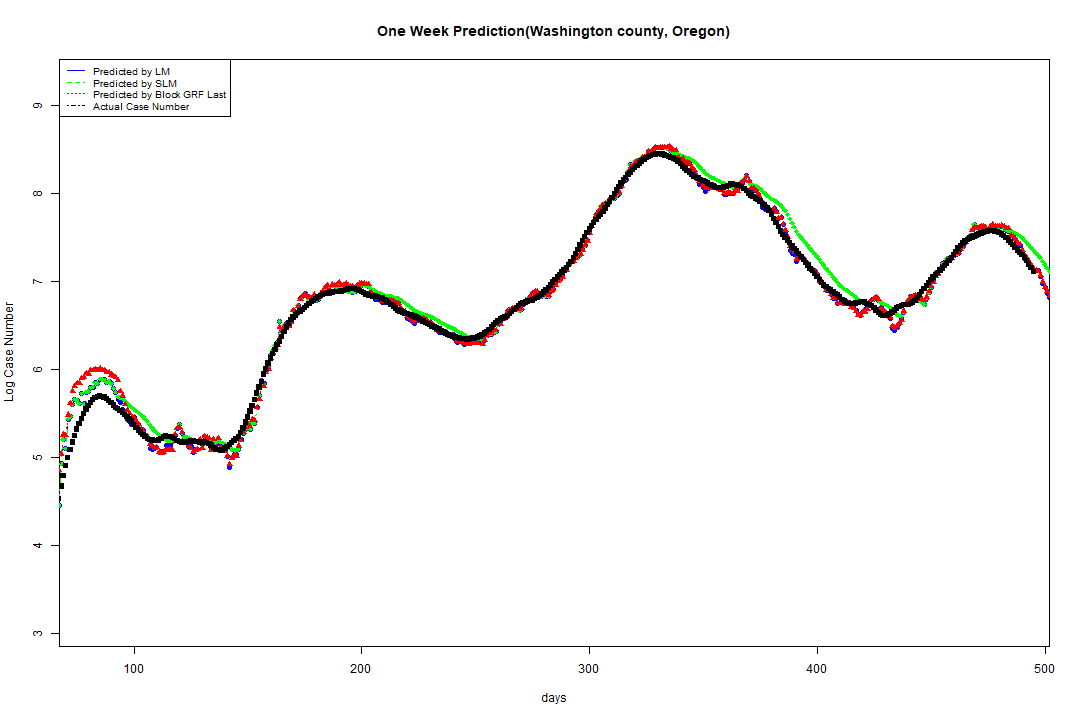 One Week Prediction(Washington county, Oregon)
Predicted by LM
Predicted by SLM
Predicted by Block GRF Last
Actual Case Number
Log Case Number
9
8
7
6
5
4
3
100 200 300 400 500
days